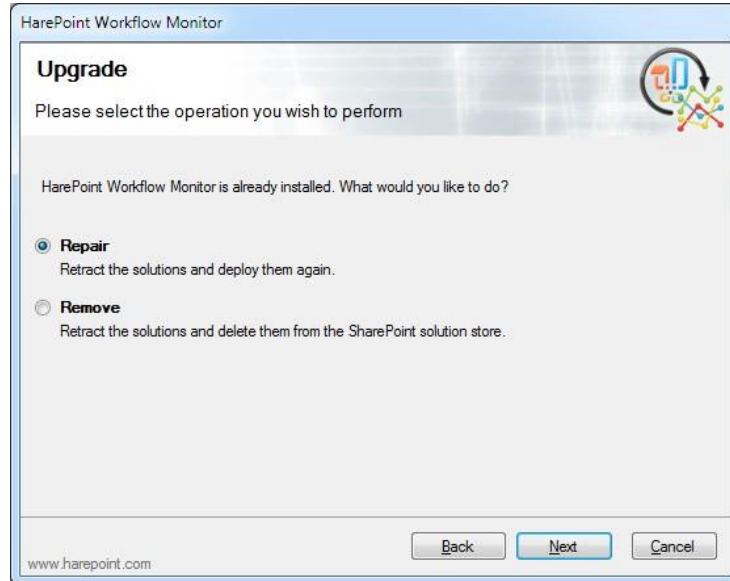 HarePoint Workflow Monitor
Upgrade
Please select the operation you wish to perform
HarePoint Workflow Monitor is already installed. What would you like to do?
Repair
Retract the solutions and deploy them again.
Remove
Retract the solutions and delete them from the SharePoint solution store.
Back Next Cancel
www.harepoint.com